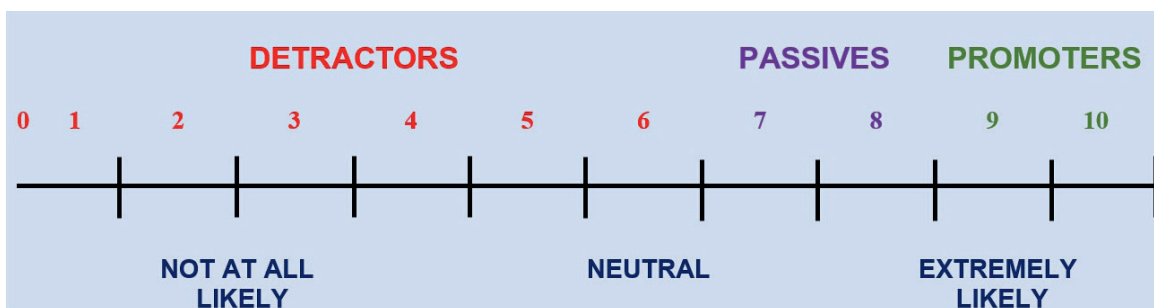 DETRACTORS PASSIVES PROMOTERS
0 1 2 3 4 5 6 7 8 9 10
NOT AT ALL LIKELY
NEUTRAL
EXTREMELY LIKELY